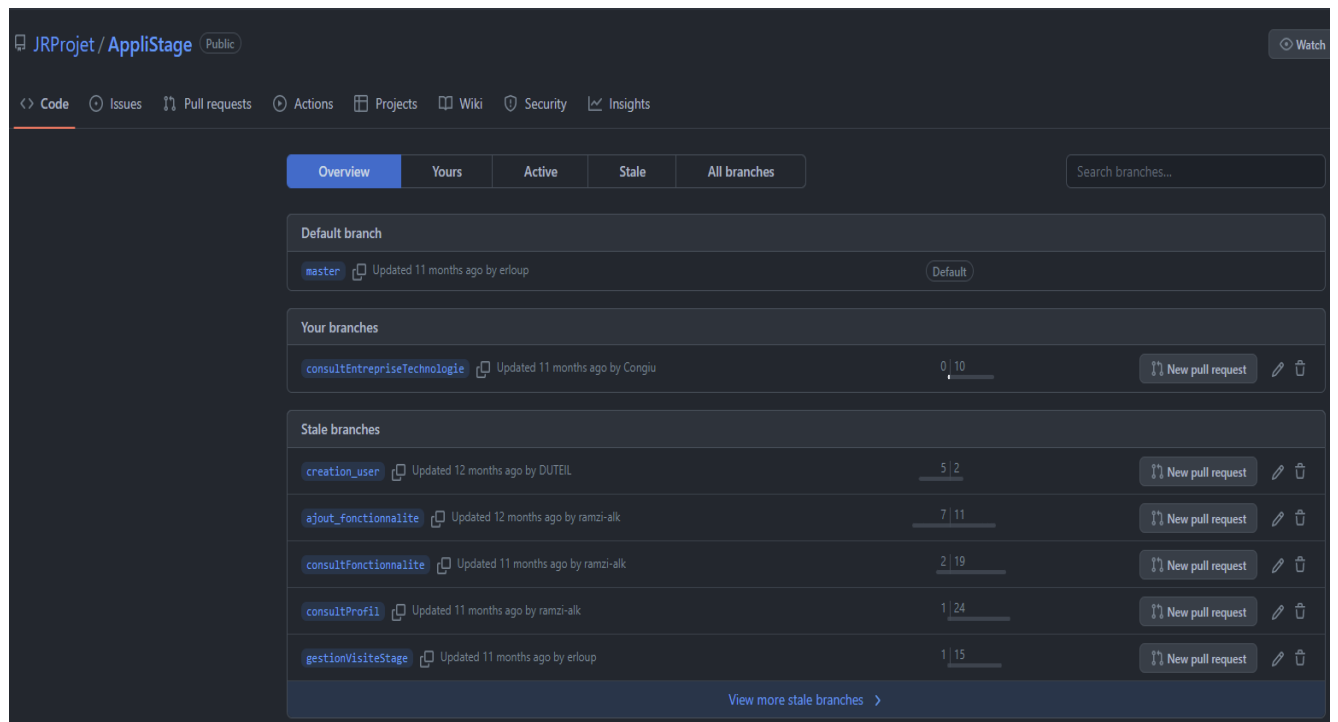 JRProjet / AppliStage Public
Watch
Code Issues Pull requests Actions Projects Wiki Security Insights
Overview Yours Active Stale All branches
Search branches...
Default branch
master Updated 11 months ago by erloup Default
Your branches
consultEntrepriseTechnologie Updated 11 months ago by Congiu 0 | 10 New pull request
Stale branches
creation_user Updated 12 months ago by DUTEIL 5 | 2 New pull request
ajout_fonctionnalite Updated 12 months ago by ramzi-alk 7 | 11 New pull request
consultFonctionnalite Updated 11 months ago by ramzi-alk 2 | 19 New pull request
consultProfil Updated 11 months ago by ramzi-alk 1 | 24 New pull request
gestionVisiteStage Updated 11 months ago by erloup 1 | 15 New pull request
View more stale branches